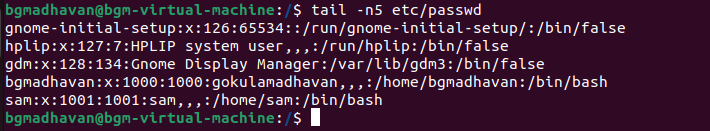 bgmadhavan@bgm-virtual-machine:/$ tail -n5 etc/passwd
gnome-initial-setup:x:126:65534::/run/gnome-initial-setup/:/bin/false
hplip:x:127:7:HPLIP system user,,,:/run/hplip:/bin/false
gdm:x:128:134:Gnome Display Manager:/var/lib/gdm3:/bin/false
bgmadhavan:x:1000:1000:gokulamadhavan,,,:/home/bgmadhavan:/bin/bash
sam:x:1001:1001:sam,,,:/home/sam:/bin/bash
bgmadhavan@bgm-virtual-machine:/$